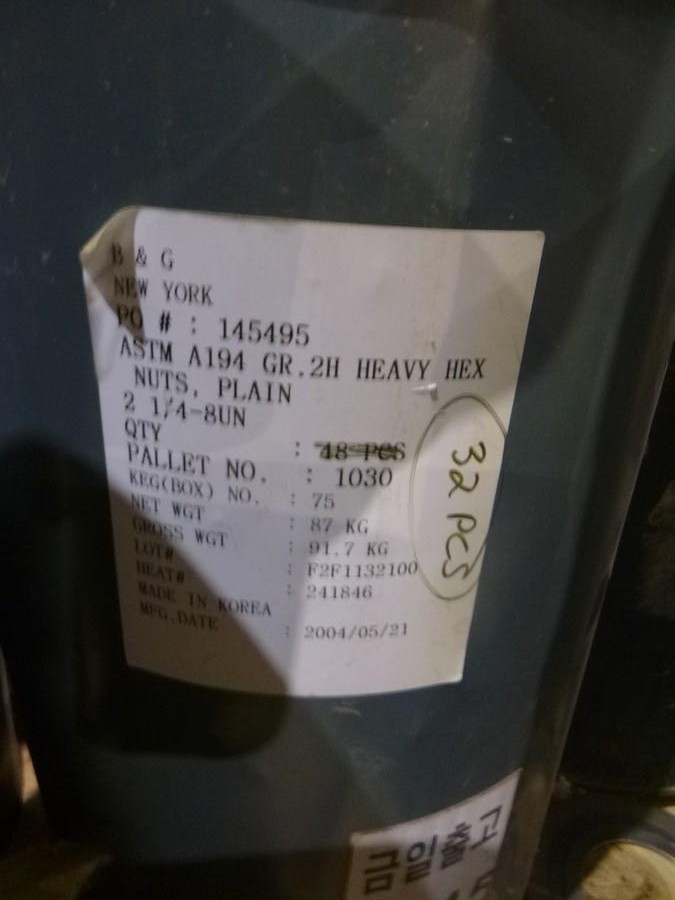 B & G
NEW YORK
PO # : 145495
ASTM A194 GR.2H HEAVY HEX
NUTS, PLAIN
2 1/4-8UN
QTY : 48 PCS
32 PCS
PALLET NO. : 1030
KEG(BOX) NO. : 75
NET WGT : 87 KG
GROSS WGT : 91.7 KG
LOT# : F2F1132100
HEAT# : 241846
MADE IN KOREA
MFG.DATE : 2004/05/21
금일